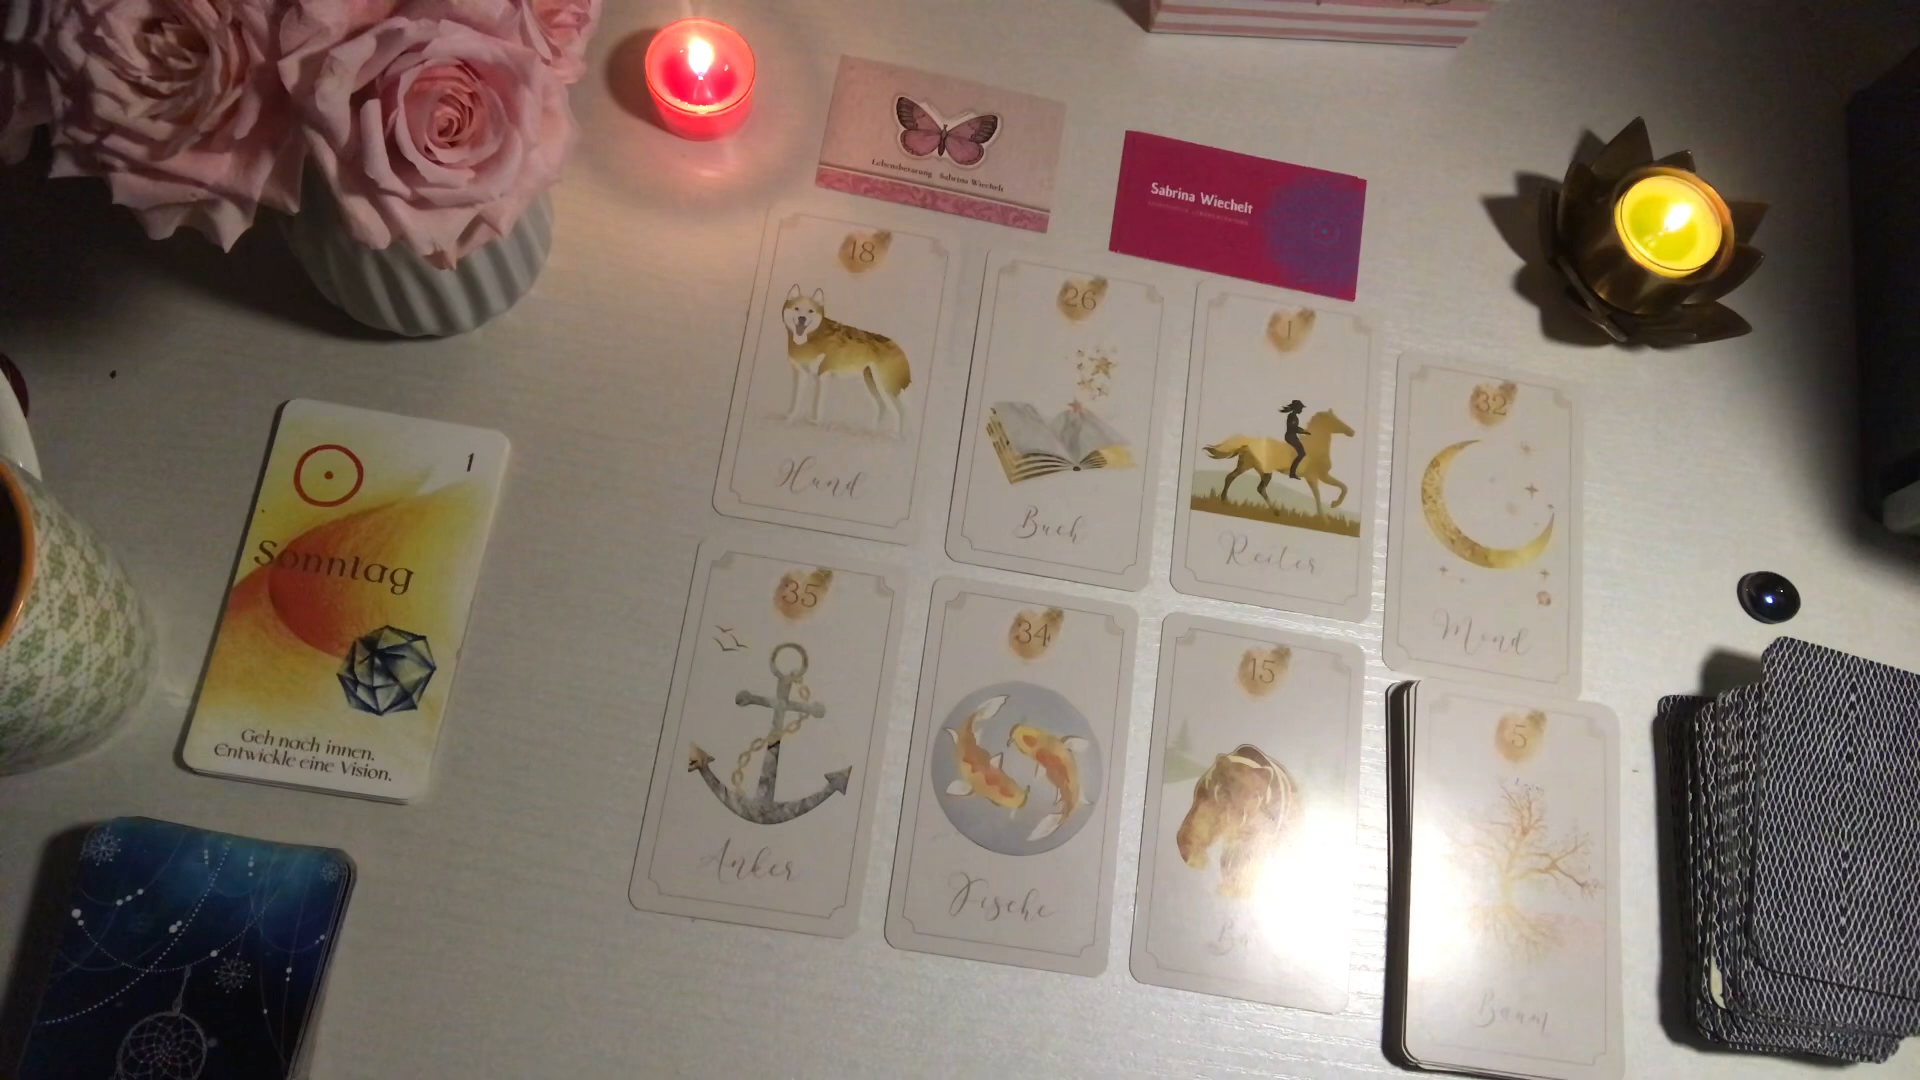 Lebensberatung Sabrina Wiechelt
Sabrina Wiechelt
18
Hund
26
Buch
1
Reiter
32
Mond
1
Sonntag
Geh nach innen.
Entwickle eine Vision.
35
Anker
34
Fische
15
Bä
5
Baum